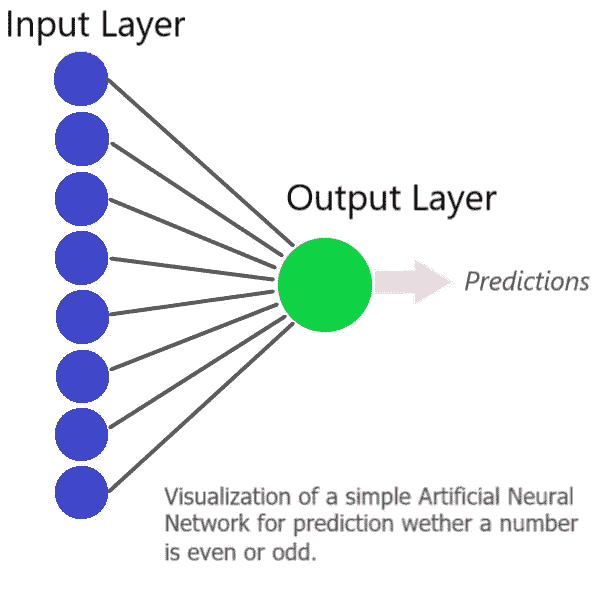 Input Layer
Output Layer
Predictions
Visualization of a simple Artificial Neural
Network for prediction wether a number
is even or odd.